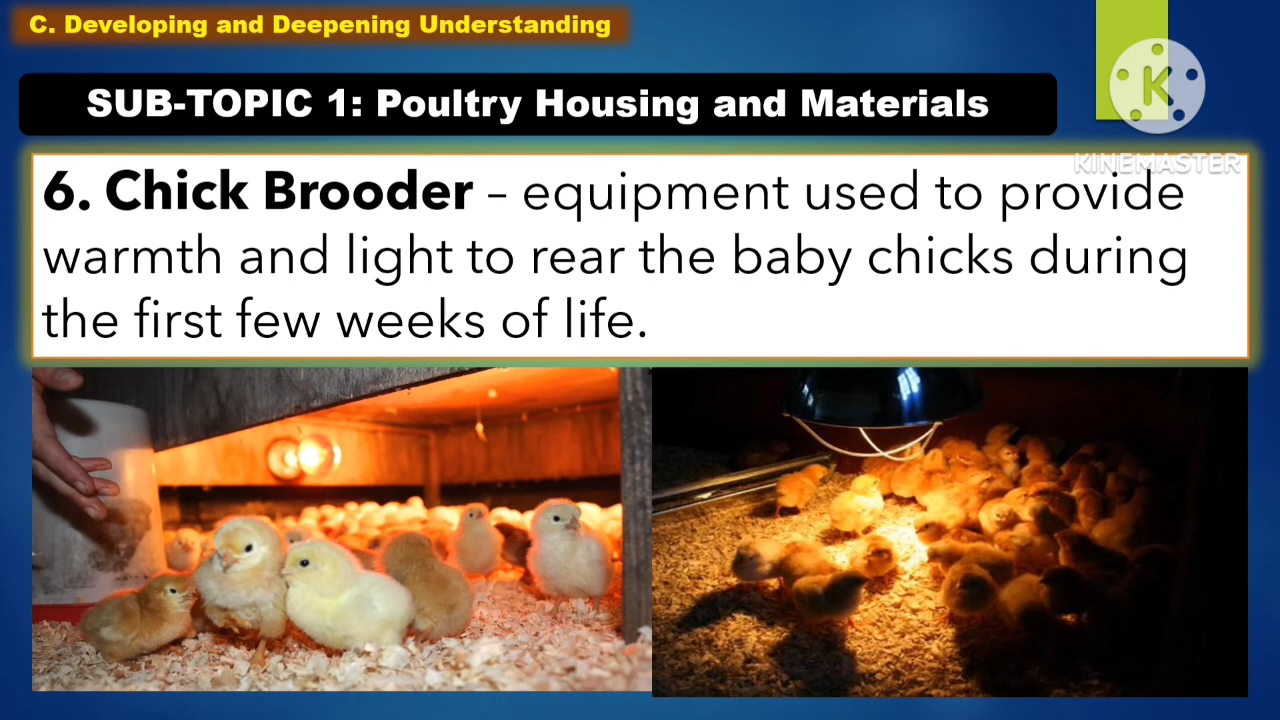 C. Developing and Deepening Understanding
SUB-TOPIC 1: Poultry Housing and Materials
K
KINEMASTER
6. Chick Brooder – equipment used to provide
warmth and light to rear the baby chicks during
the first few weeks of life.